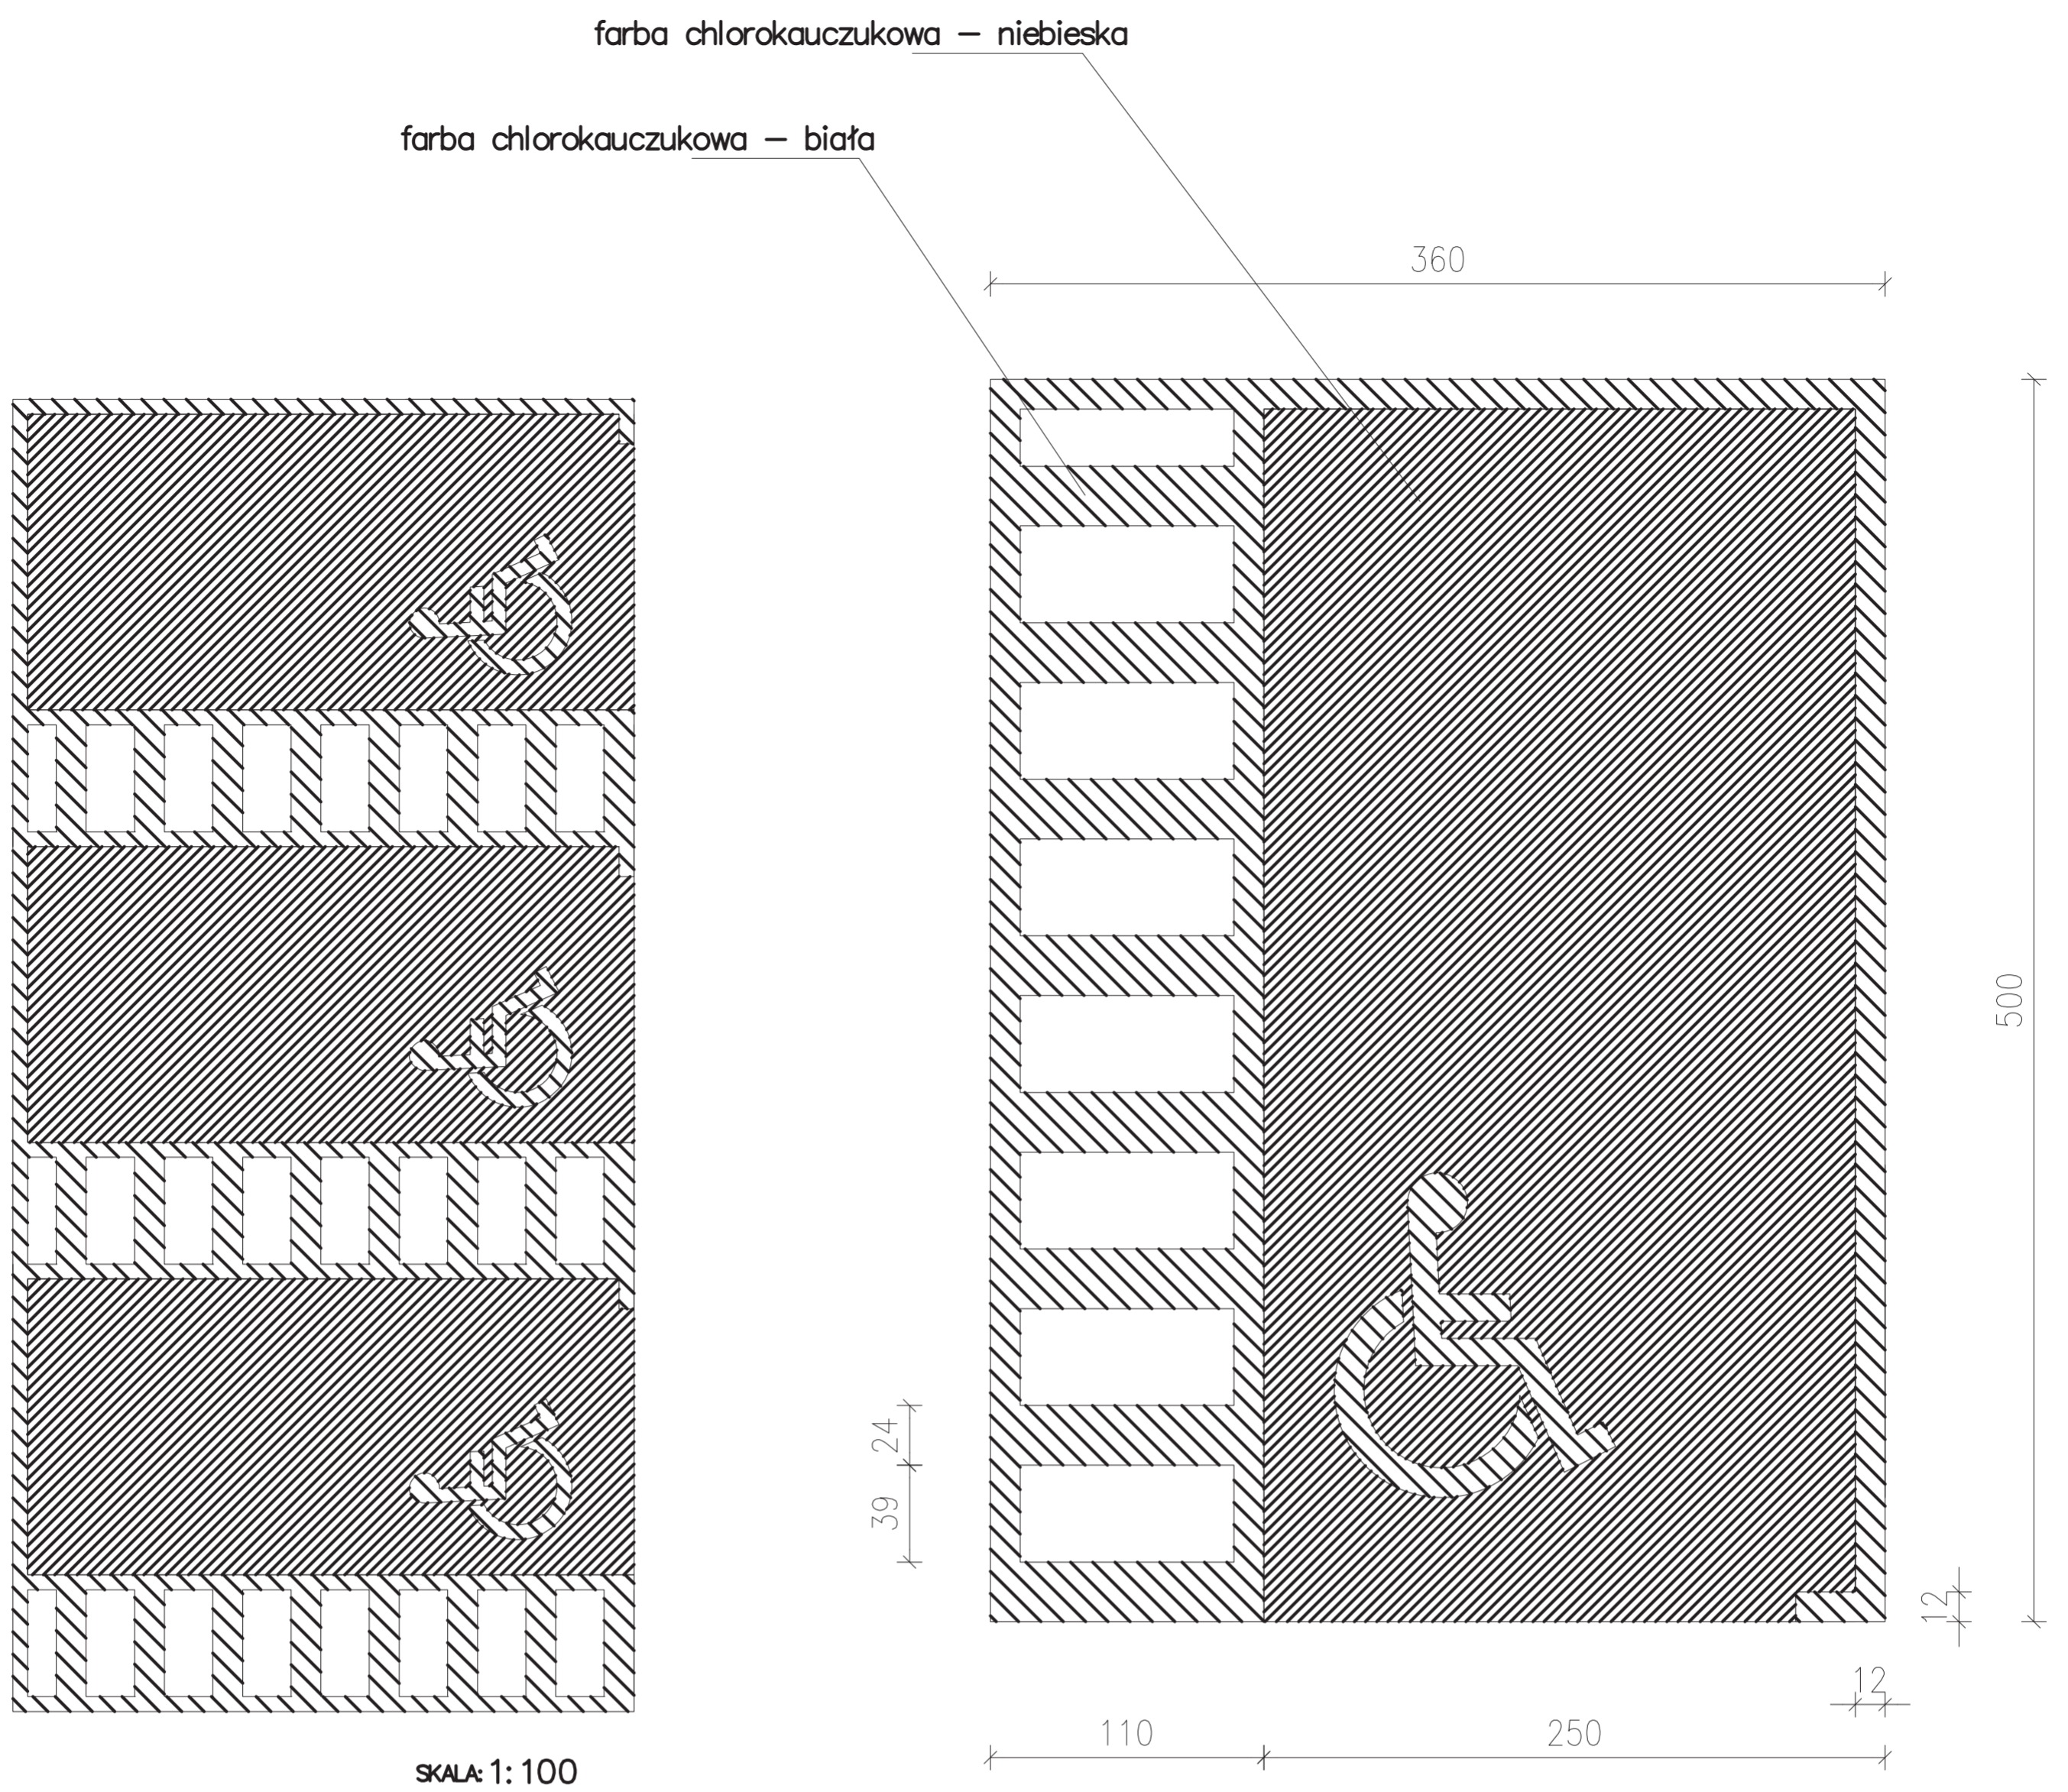 farba chlorokauczukowa – niebieska
farba chlorokauczukowa – biała
360
500
24
39
12
12
110
250
SKALA: 1:100